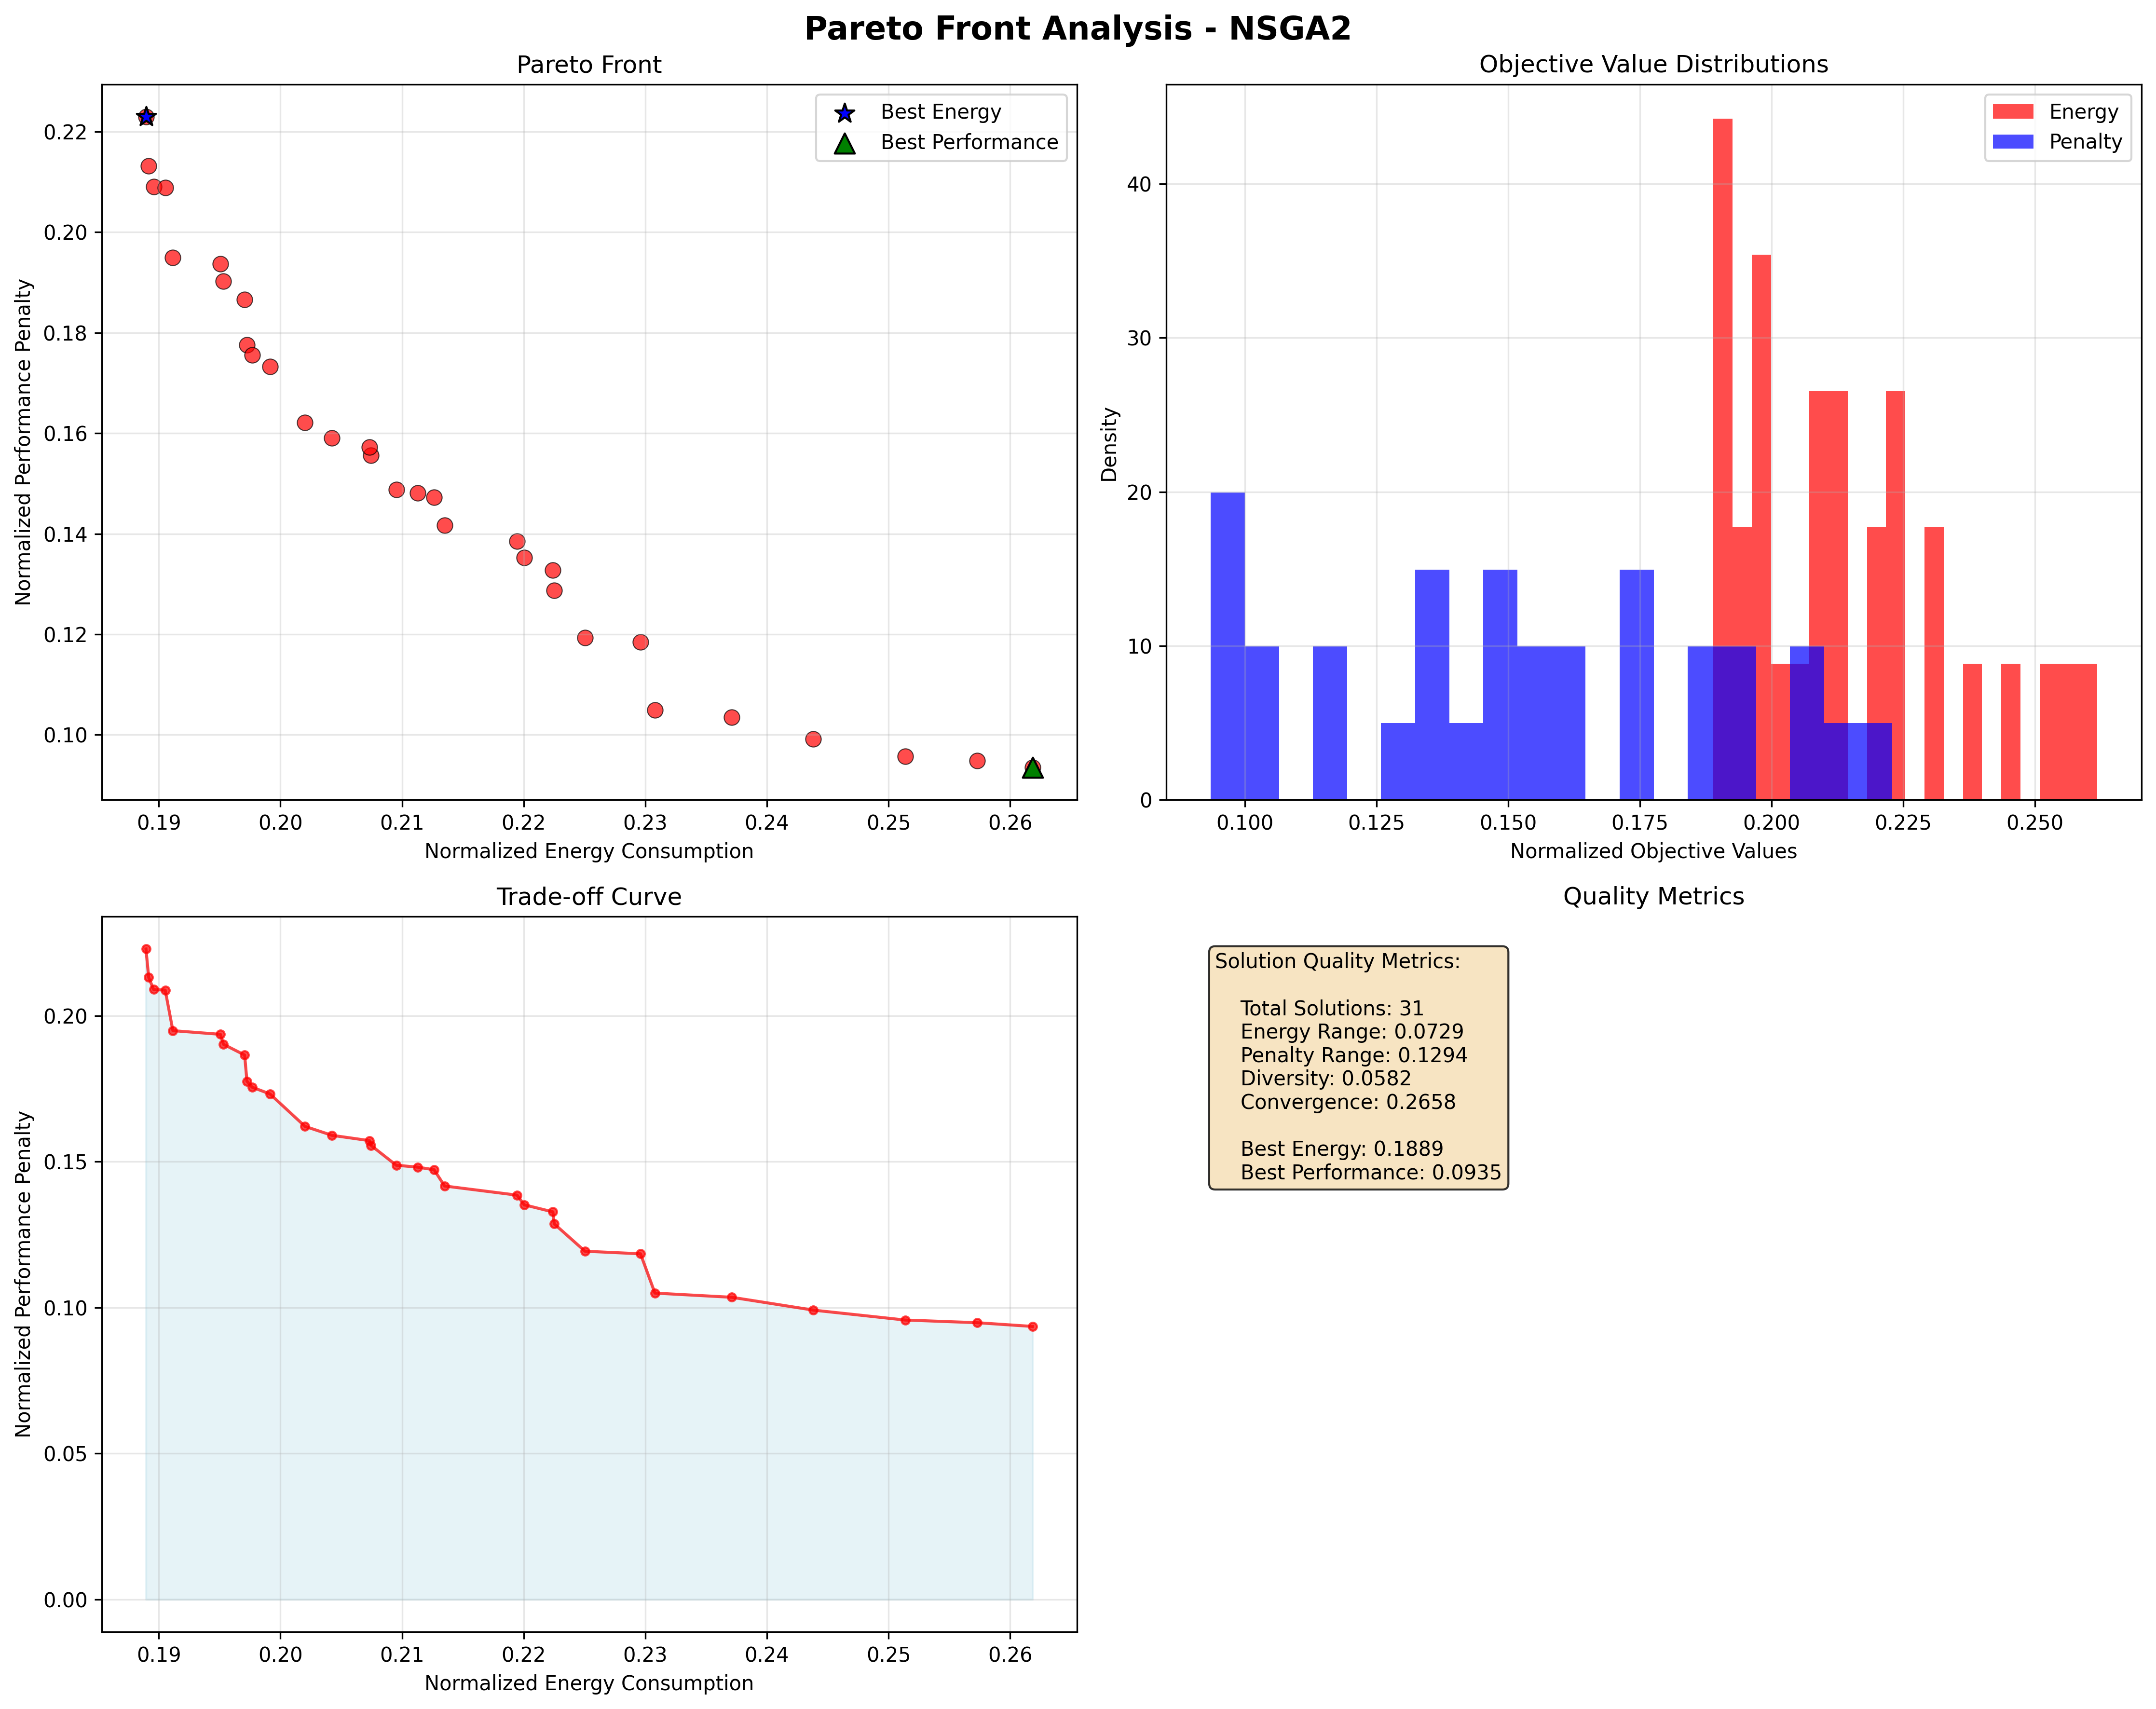 Pareto Front Analysis - NSGA2
Pareto Front
Best Energy
Best Performance
0.22
0.20
0.18
0.16
0.14
0.12
0.10
Normalized Performance Penalty
0.19 0.20 0.21 0.22 0.23 0.24 0.25 0.26
Normalized Energy Consumption
Objective Value Distributions
Energy
Penalty
40
30
20
10
0
Density
0.100 0.125 0.150 0.175 0.200 0.225 0.250
Normalized Objective Values
Trade-off Curve
0.20
0.15
0.10
0.05
0.00
Normalized Performance Penalty
0.19 0.20 0.21 0.22 0.23 0.24 0.25 0.26
Normalized Energy Consumption
Quality Metrics
Solution Quality Metrics:
Total Solutions: 31
Energy Range: 0.0729
Penalty Range: 0.1294
Diversity: 0.0582
Convergence: 0.2658
Best Energy: 0.1889
Best Performance: 0.0935